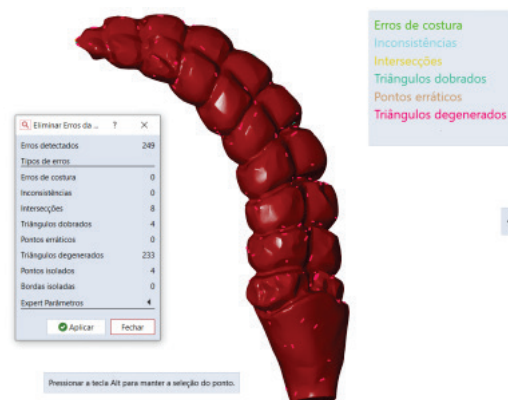 Erros de costura
Inconsistências
Intersecções
Triângulos dobrados
Pontos erráticos
Triângulos degenerados
Eliminar Erros da ... ? ×
Erros detectados 249
Tipos de erros
Erros de costura 0
Inconsistências 0
Intersecções 8
Triângulos dobrados 4
Pontos erráticos 0
Triângulos degenerados 233
Pontos isolados 4
Bordas isoladas 0
Expert Parâmetros
Aplicar Fechar
Pressionar a tecla Alt para manter a seleção do ponto.